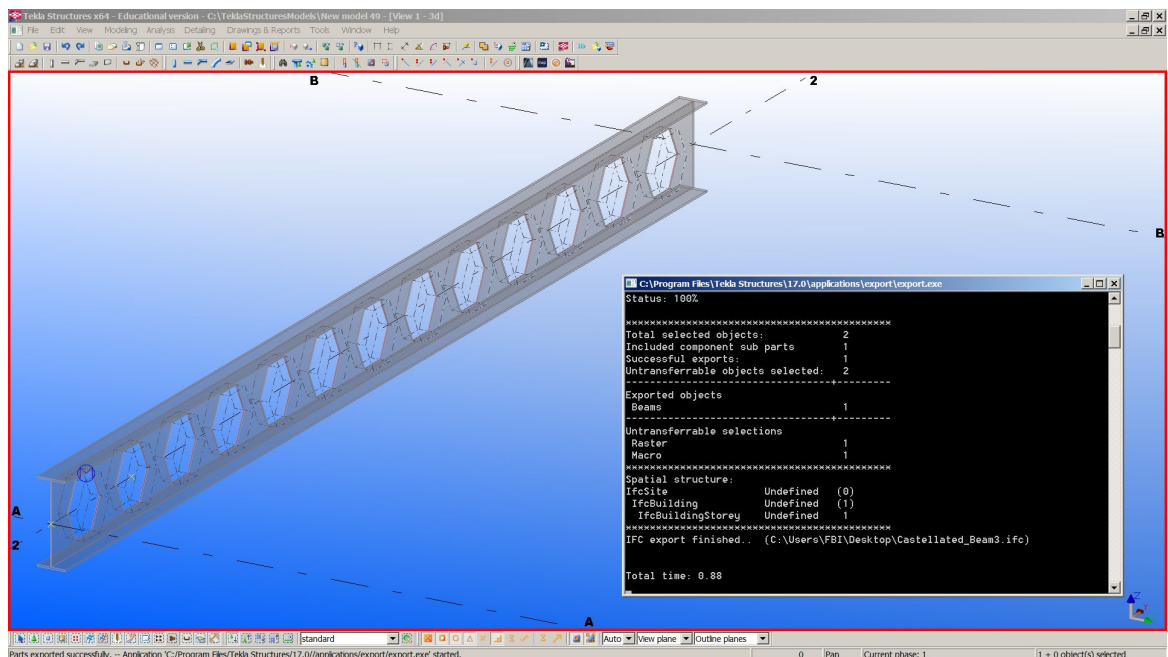 Tekla Structures x64 - Educational version - C:\TeklaStructuresModels\New model 49 - [View 1 - 3d]
File Edit View Modeling Analysis Detailing Drawings & Reports Tools Window Help
B
2
B
C:\Program Files\Tekla Structures\17.0\applications\export\export.exe
Status: 100%
********************************************
Total selected objects: 2
Included component sub parts 1
Successful exports: 1
Untransferrable objects selected: 2
----------------------------------+---------
Exported objects
Beams 1
----------------------------------+---------
Untransferrable selections
Raster 1
Macro 1
********************************************
Spatial structure:
IfcSite Undefined (0)
IfcBuilding Undefined (1)
IfcBuildingStorey Undefined 1
********************************************
IFC export finished.. (C:\Users\FBI\Desktop\Castellated_Beam3.ifc)
Total time: 0.88
A
2
A
Z
standard Auto View plane Outline planes
Parts exported successfully. -- Application 'C:/Program Files/Tekla Structures/17.0//applications/export/export.exe' started. 0 Pan Current phase: 1 1 + 0 object(s) selected